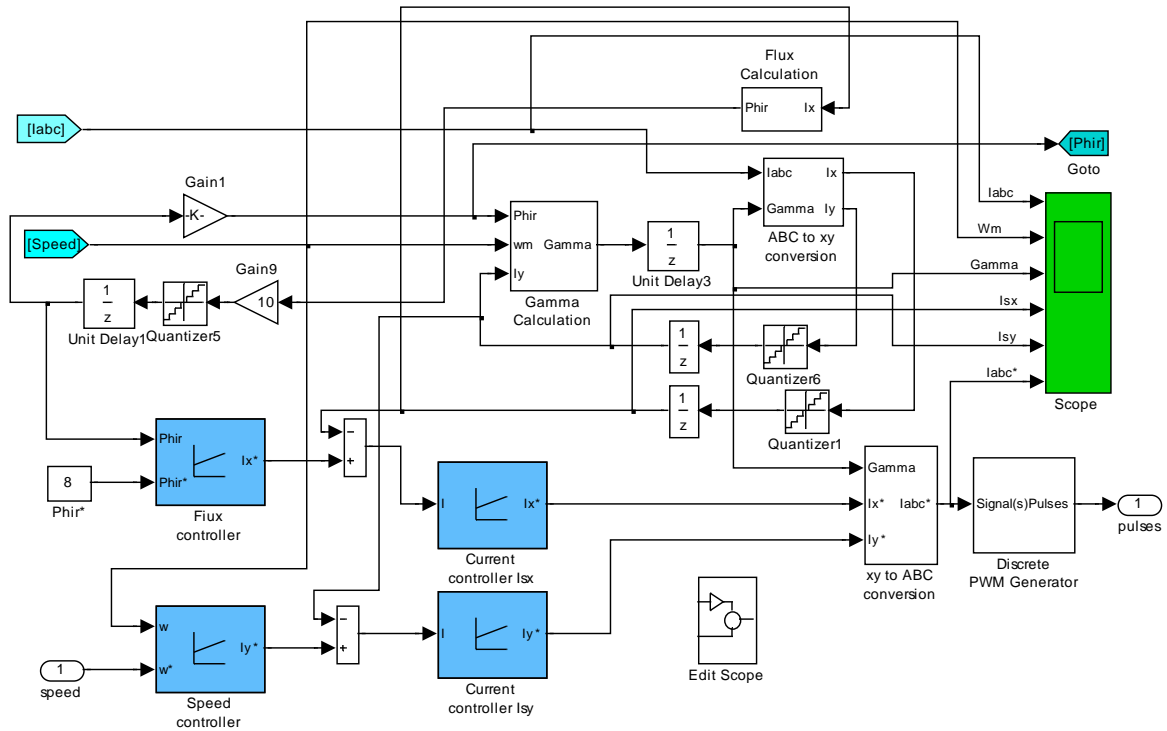 Flux
Calculation
Phir Ix
[Iabc]
[Phir]
Goto
Gain1
-K-
Iabc Ix
Gamma Iy
ABC to xy
conversion
Iabc
Wm
Gamma
Isx
Isy
Iabc*
Scope
[Speed]
Phir
wm Gamma
Iy
Gamma
Calculation
1
z
Unit Delay3
Gain9
10
1
z
Unit Delay1
Quantizer5
1
z
Quantizer6
1
z
Quantizer1
Phir
Phir* Ix*
Fiux
controller
8
Phir*
−
+
I Ix*
Current
controller Isx
Gamma
Ix* Iabc*
Iy*
xy to ABC
conversion
Signal(s)Pulses
Discrete
PWM Generator
1
pulses
w
w* Iy*
Speed
controller
1
speed
−
+
I Iy*
Current
controller Isy
Edit Scope